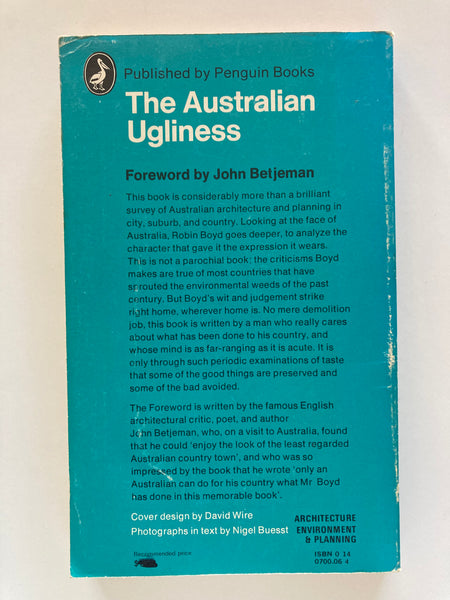 Published by Penguin Books
The Australian
Ugliness
Foreword by John Betjeman
This book is considerably more than a brilliant
survey of Australian architecture and planning in
city, suburb, and country. Looking at the face of
Australia, Robin Boyd goes deeper, to analyze the
character that gave it the expression it wears.
This is not a parochial book: the criticisms Boyd
makes are true of most countries that have
sprouted the environmental weeds of the past
century. But Boyd's wit and judgement strike
right home, wherever home is. No mere demolition
job, this book is written by a man who really cares
about what has been done to his country, and
whose mind is as far-ranging as it is acute. It is
only through such periodic examinations of taste
that some of the good things are preserved and
some of the bad avoided.
The Foreword is written by the famous English
architectural critic, poet, and author
John Betjeman, who, on a visit to Australia, found
that he could 'enjoy the look of the least regarded
Australian country town', and who was so
impressed by the book that he wrote 'only an
Australian can do for his country what Mr Boyd
has done in this memorable book'.
Cover design by David Wire
Photographs in text by Nigel Buesst
ARCHITECTURE
ENVIRONMENT
& PLANNING
Recommended price
ISBN 0 14
0700.06 4